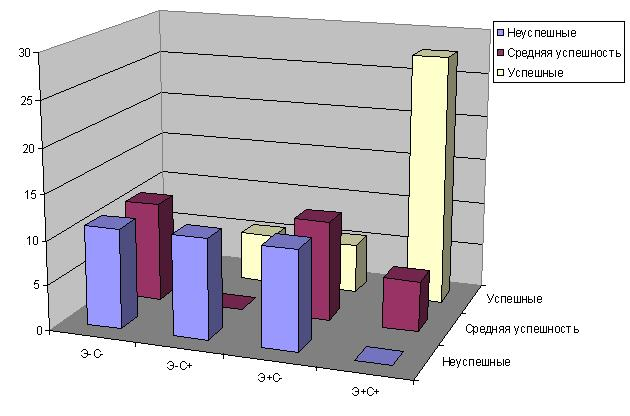 Неуспешные
Средняя успешность
Успешные
30
25
20
15
10
5
0
Э-С-
Э-С+
Э+С-
Э+С+
Успешные
Средняя успешность
Неуспешные